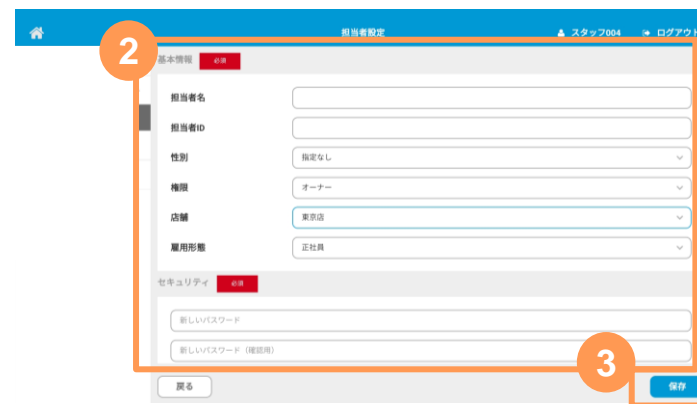 担当者設定 スタッフ004 ログアウト
2
基本情報 必須
担当者名
担当者ID
性別 指定なし
権限 オーナー
店舗 東京店
雇用形態 正社員
セキュリティ 必須
新しいパスワード
新しいパスワード（確認用）
3
戻る 保存